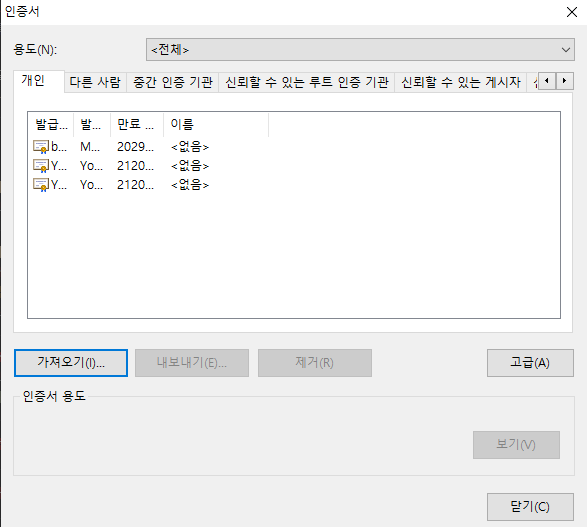 인증서
용도(N): <전체>
개인 다른 사람 중간 인증 기관 신뢰할 수 있는 루트 인증 기관 신뢰할 수 있는 게시자
발급... 발... 만료 ... 이름
b... M... 2029... <없음>
Y... Yo... 2120... <없음>
Y... Yo... 2120... <없음>
가져오기(I)... 내보내기(E)... 제거(R) 고급(A)
인증서 용도
보기(V)
닫기(C)